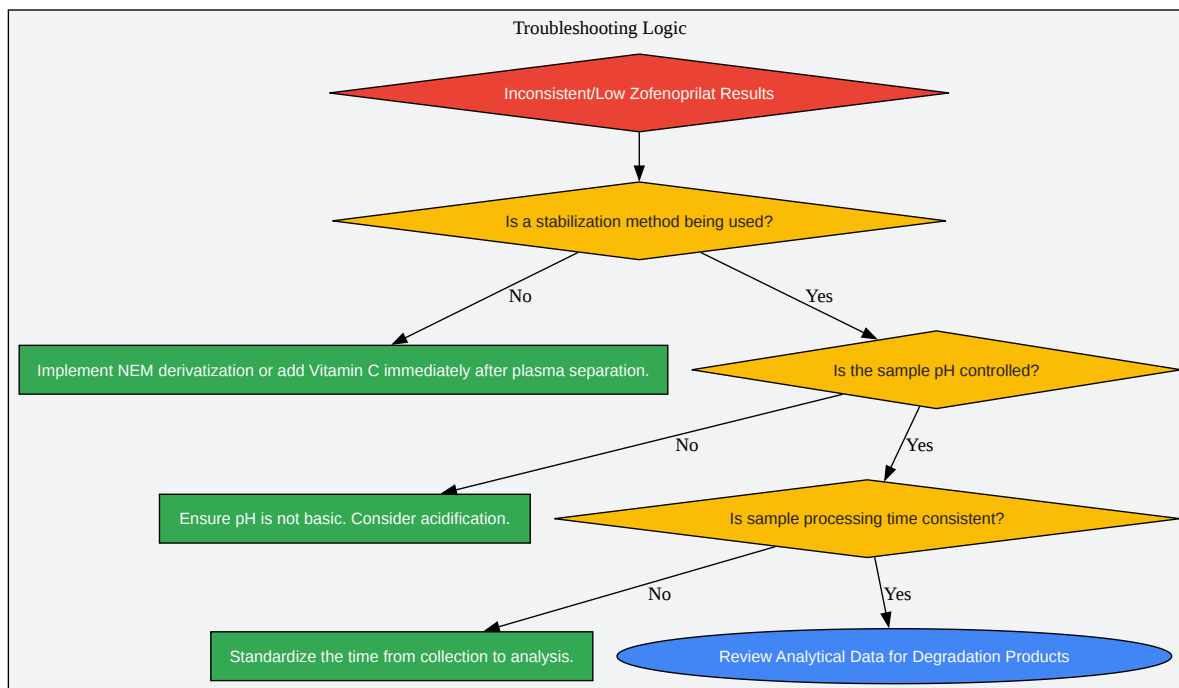 Troubleshooting Logic
Inconsistent/Low Zofenoprilat Results
Is a stabilization method being used?
No
Yes
Implement NEM derivatization or add Vitamin C immediately after plasma separation.
Is the sample pH controlled?
No
Yes
Ensure pH is not basic. Consider acidification.
Is sample processing time consistent?
No
Yes
Standardize the time from collection to analysis.
Review Analytical Data for Degradation Products